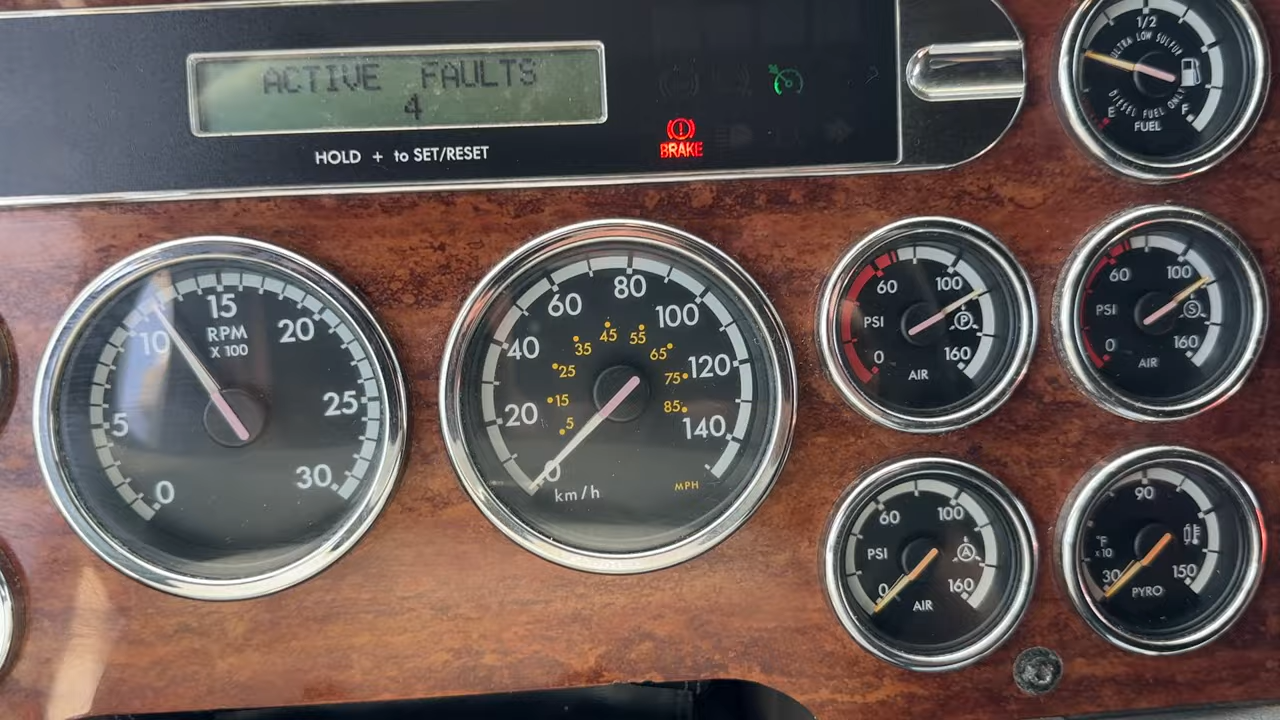 ACTIVE FAULTS
4
HOLD + to SET/RESET
BRAKE
1/2
ULTRA LOW SULFUR
DIESEL FUEL ONLY
E
F
FUEL
0
5
10
15
20
25
30
RPM
X 100
0
20
40
60
80
100
120
140
5
15
25
35
45
55
65
75
85
km/h
MPH
60
100
PSI
P
0
160
AIR
60
100
PSI
S
0
160
AIR
60
100
PSI
A
0
160
AIR
90
°F
x10
30
150
PYRO